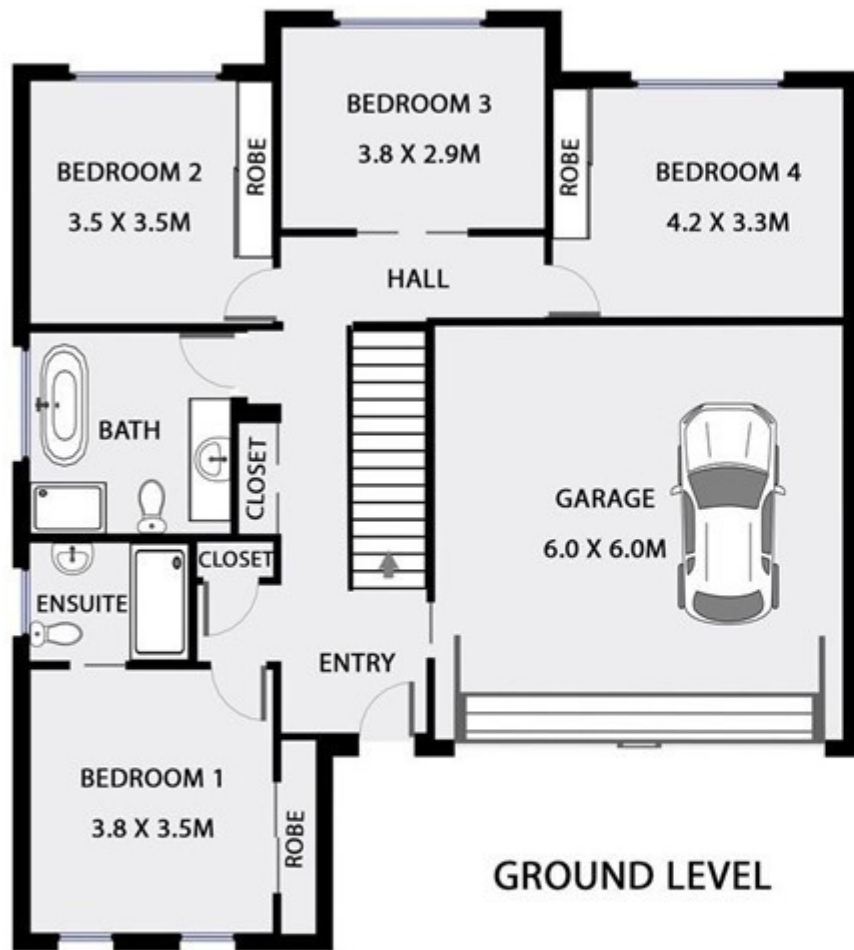 BEDROOM 3
3.8 X 2.9M
BEDROOM 2
3.5 X 3.5M
ROBE
ROBE
BEDROOM 4
4.2 X 3.3M
HALL
BATH
CLOSET
GARAGE
6.0 X 6.0M
CLOSET
ENSUITE
ENTRY
BEDROOM 1
3.8 X 3.5M
ROBE
GROUND LEVEL